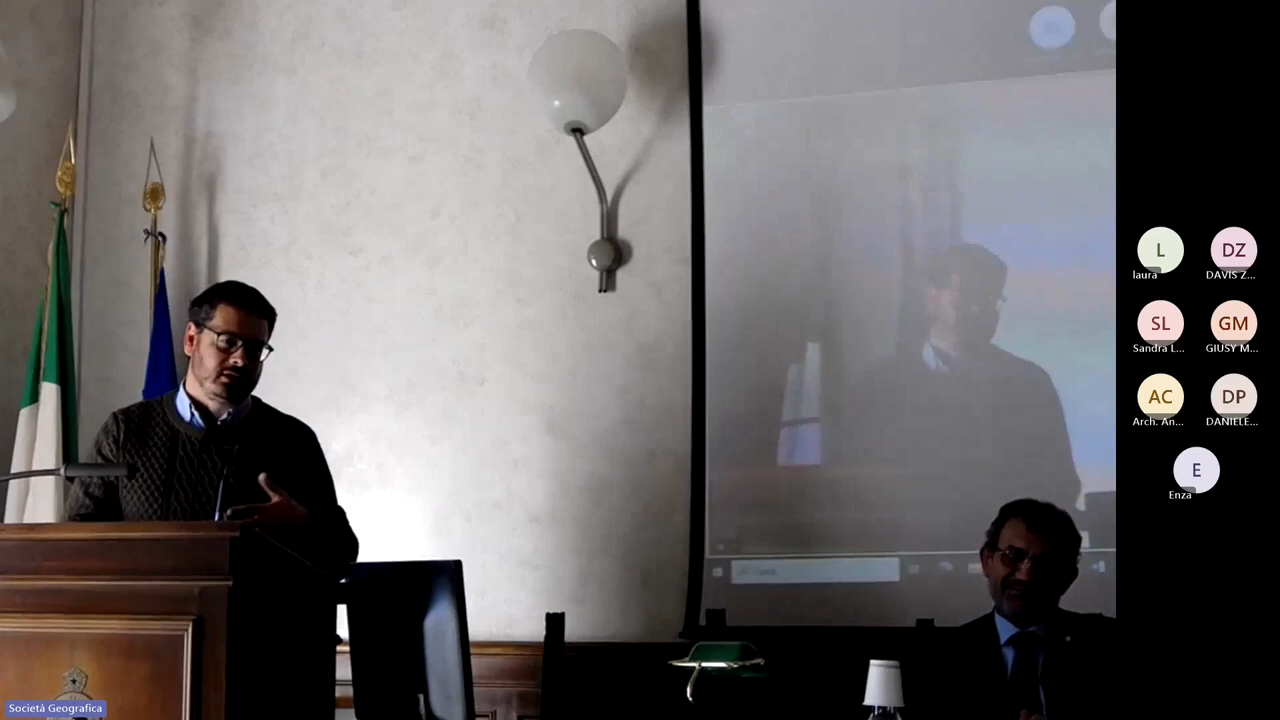 L
DZ
laura
DAVIS Z...
SL
GM
Sandra L...
GIUSY M...
AC
DP
Arch. An...
DANIELE...
E
Enza
Società Geografica